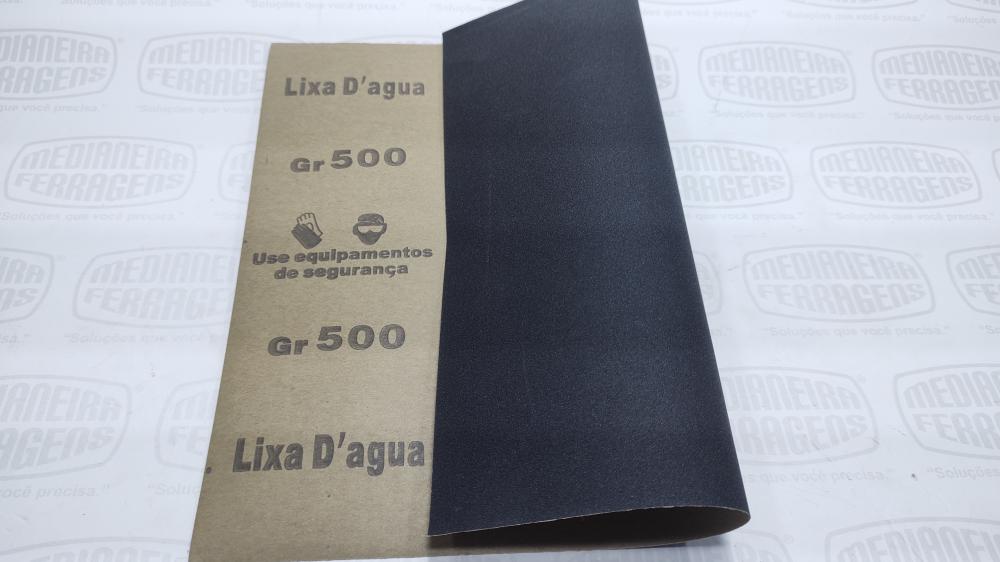 Lixa D'agua
Gr 500
Use equipamentos
de segurança
Gr 500
Lixa D'agua
MEDIANEIRA
FERRAGENS
"Soluções que você precisa."